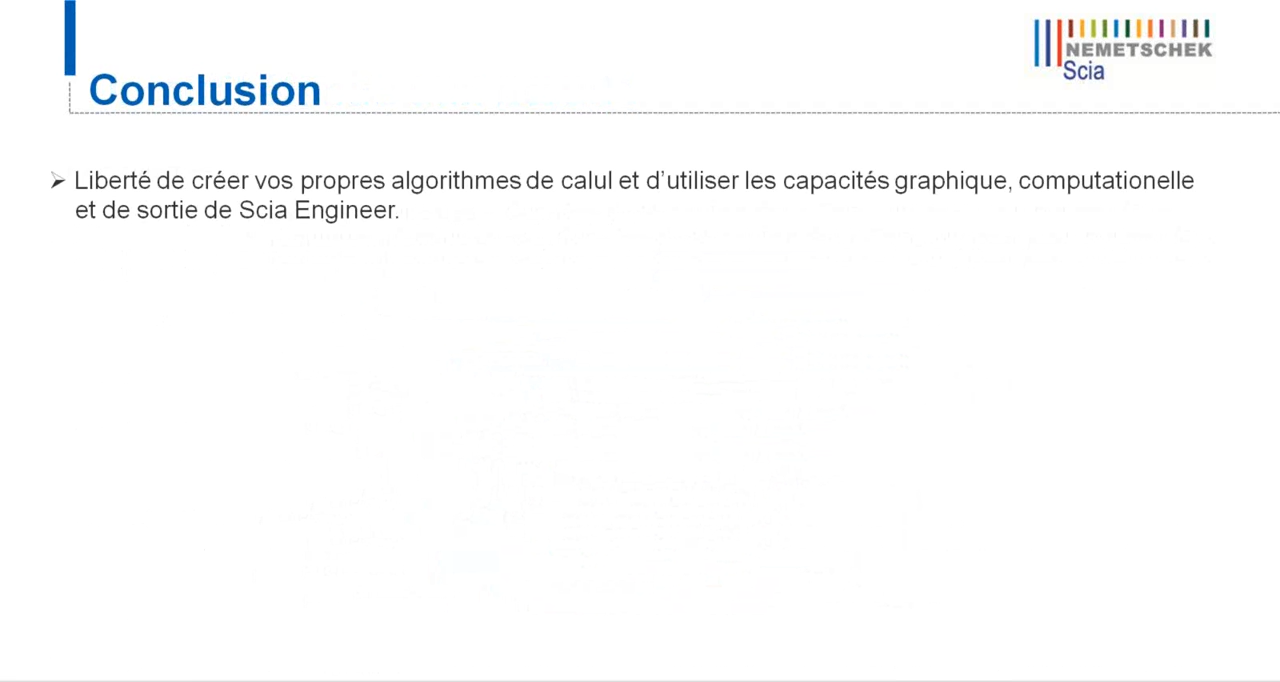 NEMETSCHEK
Scia
Conclusion
➢ Liberté de créer vos propres algorithmes de calul et d’utiliser les capacités graphique, computationelle
et de sortie de Scia Engineer.